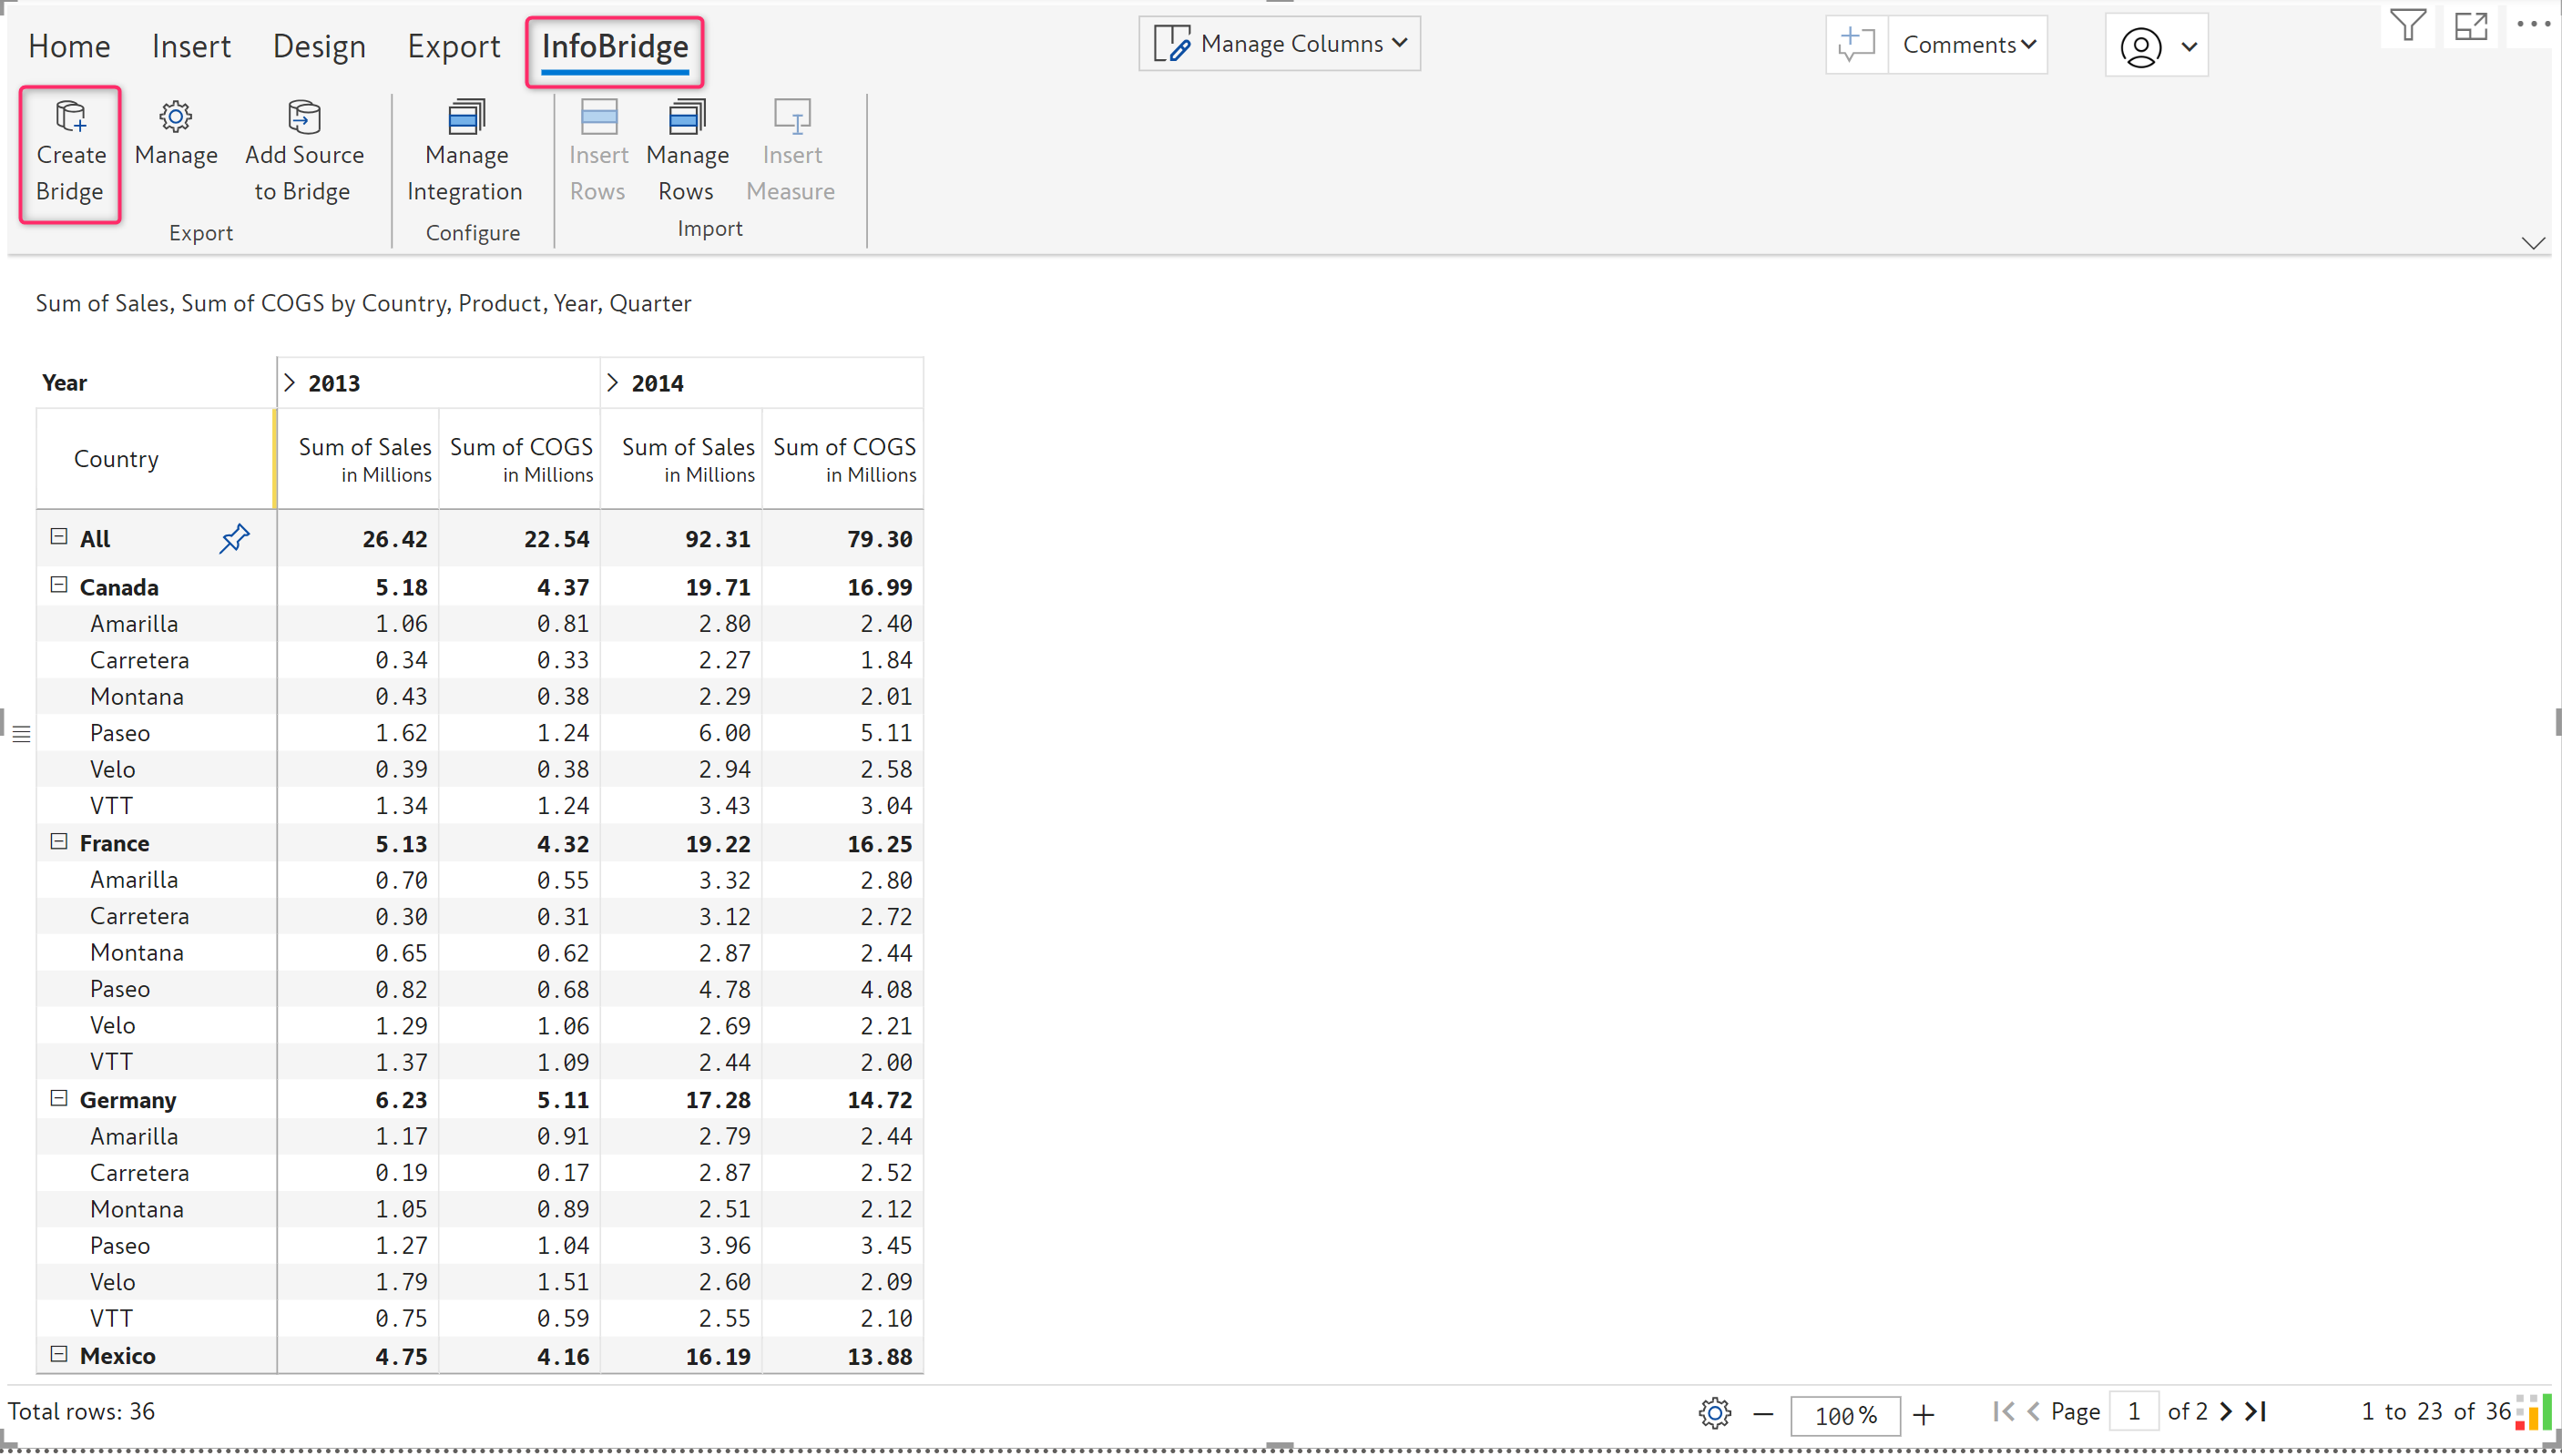 Home Insert Design Export InfoBridge Manage Columns Comments
Create Manage Add Source Manage Insert Manage Insert
Bridge to Bridge Integration Rows Rows Measure
Export Configure Import
Sum of Sales, Sum of COGS by Country, Product, Year, Quarter
Year 2013 2014
Country Sum of Sales Sum of COGS Sum of Sales Sum of COGS
in Millions in Millions in Millions in Millions
All 26.42 22.54 92.31 79.30
Canada 5.18 4.37 19.71 16.99
Amarilla 1.06 0.81 2.80 2.40
Carretera 0.34 0.33 2.27 1.84
Montana 0.43 0.38 2.29 2.01
Paseo 1.62 1.24 6.00 5.11
Velo 0.39 0.38 2.94 2.58
VTT 1.34 1.24 3.43 3.04
France 5.13 4.32 19.22 16.25
Amarilla 0.70 0.55 3.32 2.80
Carretera 0.30 0.31 3.12 2.72
Montana 0.65 0.62 2.87 2.44
Paseo 0.82 0.68 4.78 4.08
Velo 1.29 1.06 2.69 2.21
VTT 1.37 1.09 2.44 2.00
Germany 6.23 5.11 17.28 14.72
Amarilla 1.17 0.91 2.79 2.44
Carretera 0.19 0.17 2.87 2.52
Montana 1.05 0.89 2.51 2.12
Paseo 1.27 1.04 3.96 3.45
Velo 1.79 1.51 2.60 2.09
VTT 0.75 0.59 2.55 2.10
Mexico 4.75 4.16 16.19 13.88
Total rows: 36 100% Page 1 of 2 1 to 23 of 36